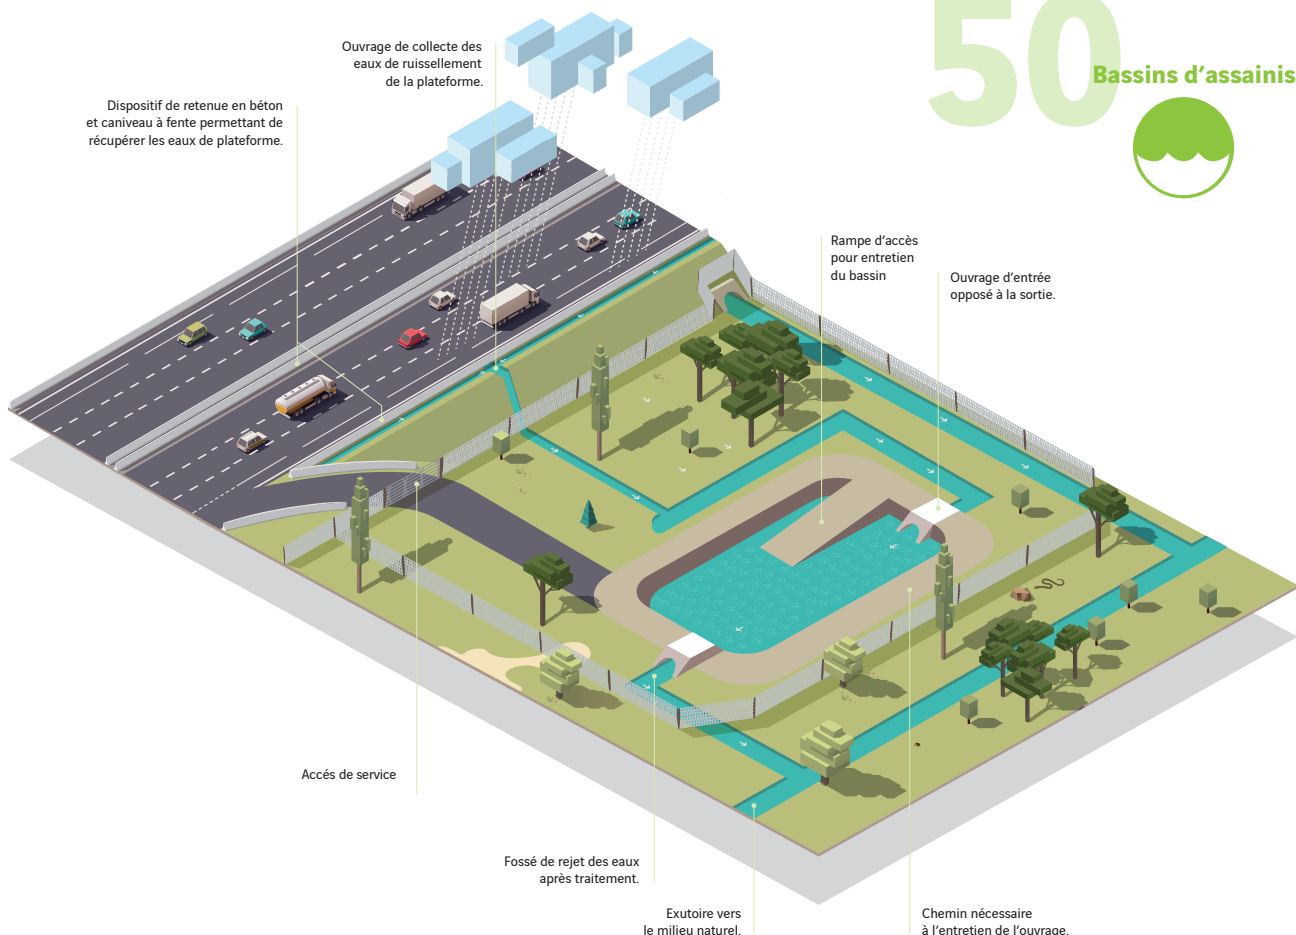 50
Bassins d'assainis
Ouvrage de collecte des
eaux de ruissellement
de la plateforme.
Dispositif de retenue en béton
et caniveau à fente permettant de
récupérer les eaux de plateforme.
Rampe d'accès
pour entretien
du bassin
Ouvrage d'entrée
opposé à la sortie.
Accés de service
Fossé de rejet des eaux
après traitement.
Exutoire vers
le milieu naturel.
Chemin nécessaire
à l'entretien de l'ouvrage.